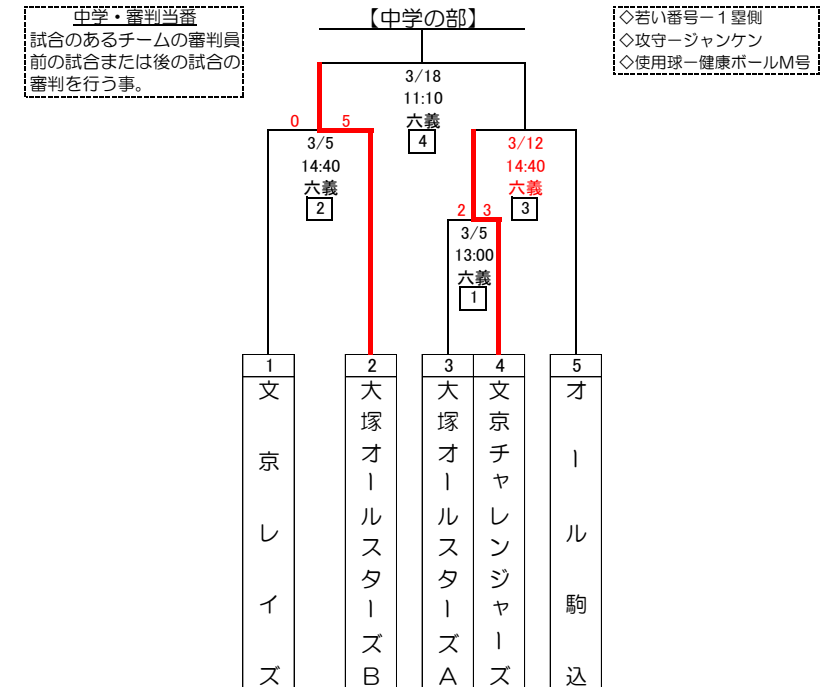 中学・審判当番
試合のあるチームの審判員
前の試合または後の試合の
審判を行う事。
【中学の部】
◇若い番号－１塁側
◇攻守－ジャンケン
◇使用球－健康ボールM号
3/18
11:10
六義
4
0 5
3/5
14:40
六義
2
3/12
14:40
六義
3
2 3
3/5
13:00
六義
1
1
文京レイズ
2
大塚オールスターズB
3
大塚オールスターズA
4
文京チャレンジャーズ
5
オール駒込